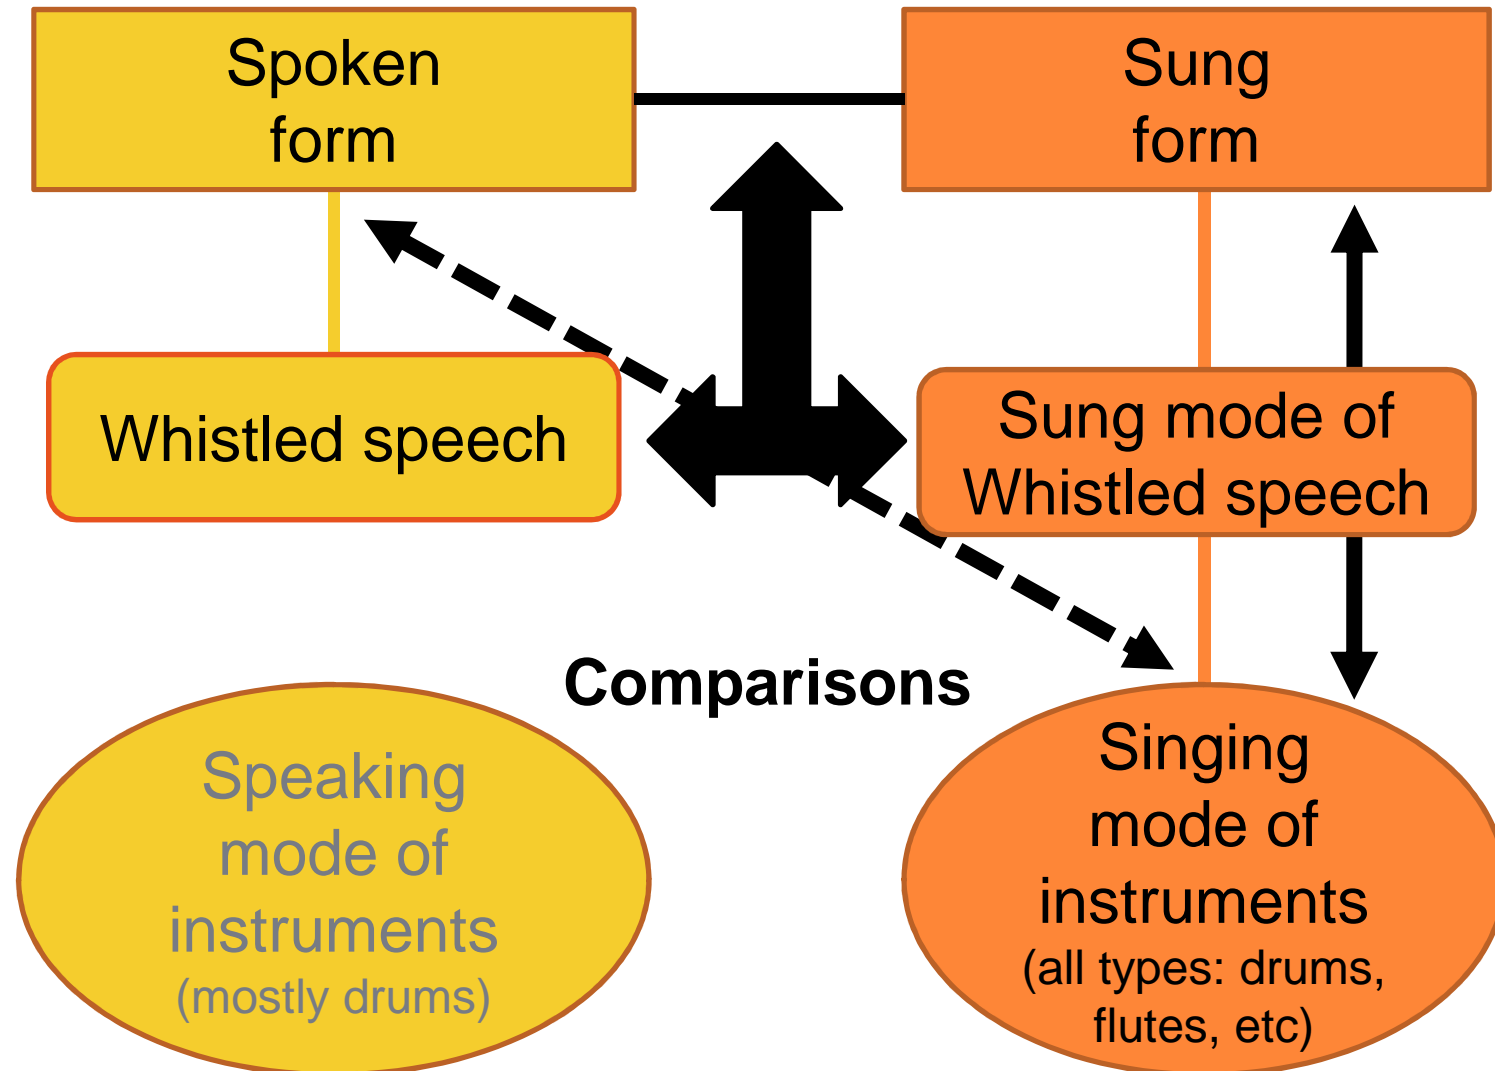 Spoken
form
Sung
form
Whistled speech
Sung mode of
Whistled speech
Comparisons
Speaking
mode of
instruments
(mostly drums)
Singing
mode of
instruments
(all types: drums,
flutes, etc)